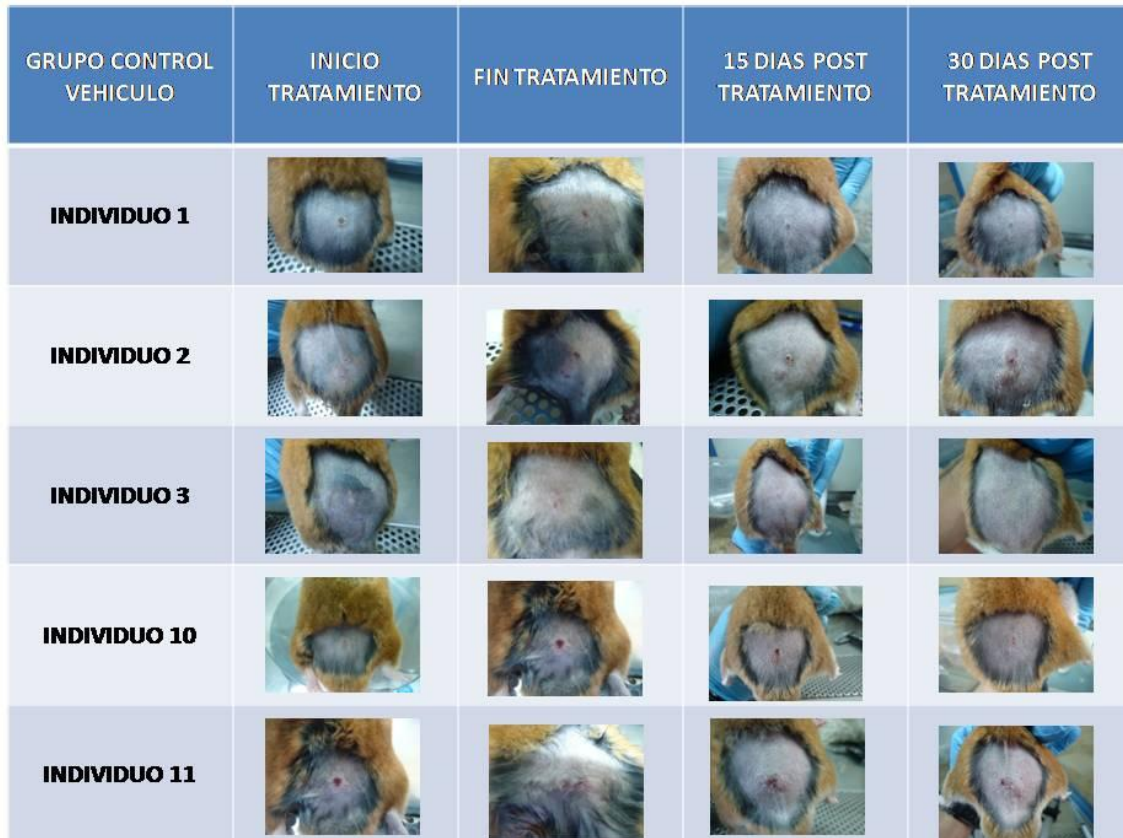 GRUPO CONTROL
VEHICULO
INICIO
TRATAMIENTO
FIN TRATAMIENTO
15 DIAS POST
TRATAMIENTO
30 DIAS POST
TRATAMIENTO
INDIVIDUO 1
INDIVIDUO 2
INDIVIDUO 3
INDIVIDUO 10
INDIVIDUO 11